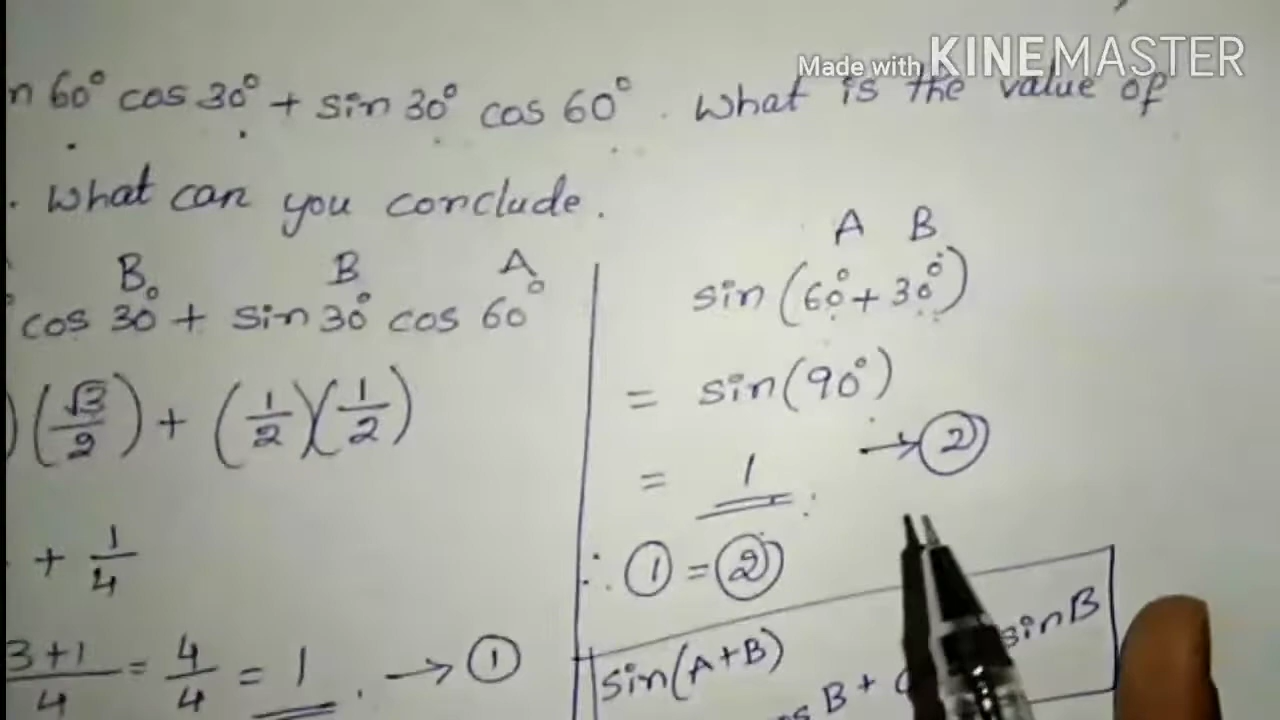 Made with KINEMASTER
n 60° cos 30° + sin 30° cos 60°. What is the value of
. What can you conclude.
B B A
cos 30° + sin 30° cos 60°
) (√3/2) + (1/2)(1/2)
+ 1/4
3+1/4 = 4/4 = 1. → ①
A B
sin (60° + 30°)
= sin (90°)
= 1. → ②
∴ ① = ②
sin(A+B)
B + sinB